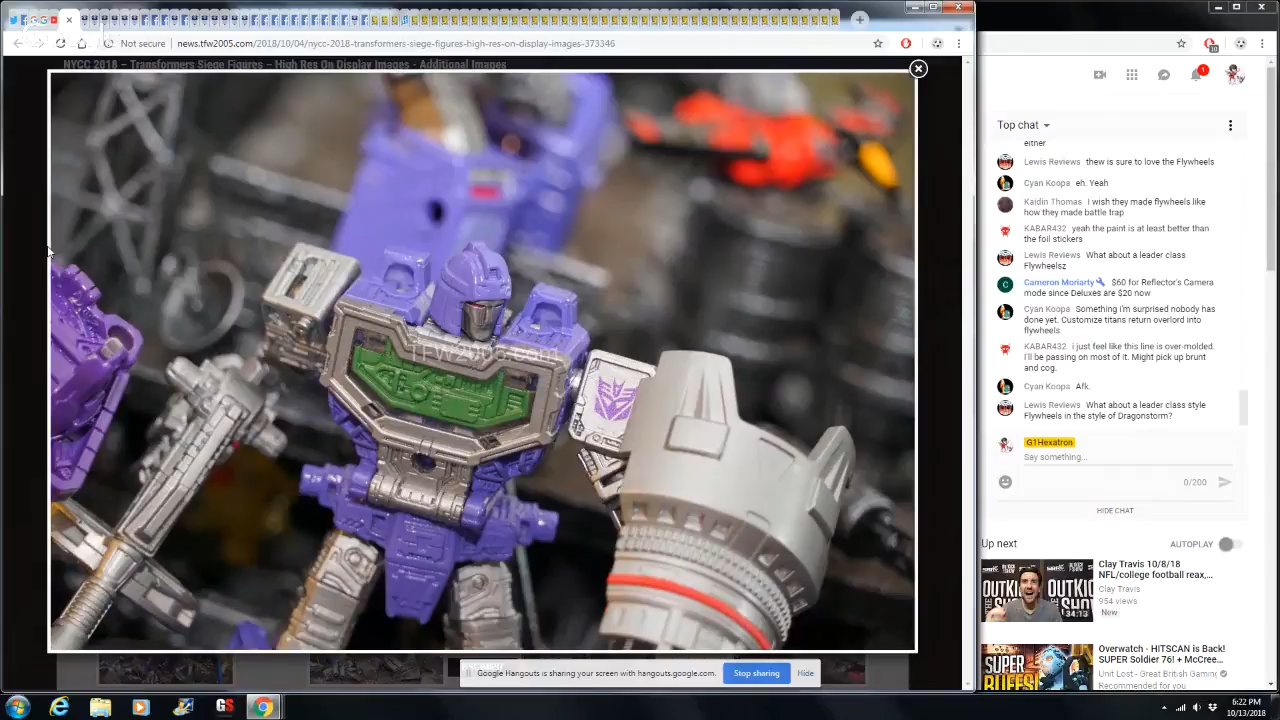 Not secure
news.tfw2005.com/2018/10/04/nycc-2018-transformers-siege-figures-high-res-on-display-images-373346
NYCC 2018 – Transformers Siege Figures – High Res On Display Images - Additional Images
TFW2005.com
Google Hangouts is sharing your screen with hangouts.google.com.
Stop sharing
Hide
1
Top chat
either
Lewis Reviews thew is sure to love the Flywheels
Cyan Koopa eh. Yeah
Kaidin Thomas I wish they made flywheels like
how they made battle trap
KABAR432 yeah the paint is at least better than
the foil stickers
Lewis Reviews What about a leader class
Flywheelsz
Cameron Moriarty $60 for Reflector's Camera
mode since Deluxes are $20 now
Cyan Koopa Something I'm surprised nobody has
done yet. Customize titans return overlord into
flywheels
KABAR432 i just feel like this line is over-molded.
I'll be passing on most of it. Might pick up brunt
and cog.
Cyan Koopa Afk.
Lewis Reviews What about a leader class style
Flywheels in the style of Dragonstorm?
G1Hexatron
Say something...
0/200
HIDE CHAT
Up next
AUTOPLAY
Clay Travis 10/8/18
NFL/college football reax,...
Clay Travis
954 views
New
34:13
Overwatch - HITSCAN is Back!
SUPER Soldier 76! + McCree...
Unit Lost - Great British Gaming
Recommended for you
SUPER
BUFFS!
GS
6:22 PM
10/13/2018